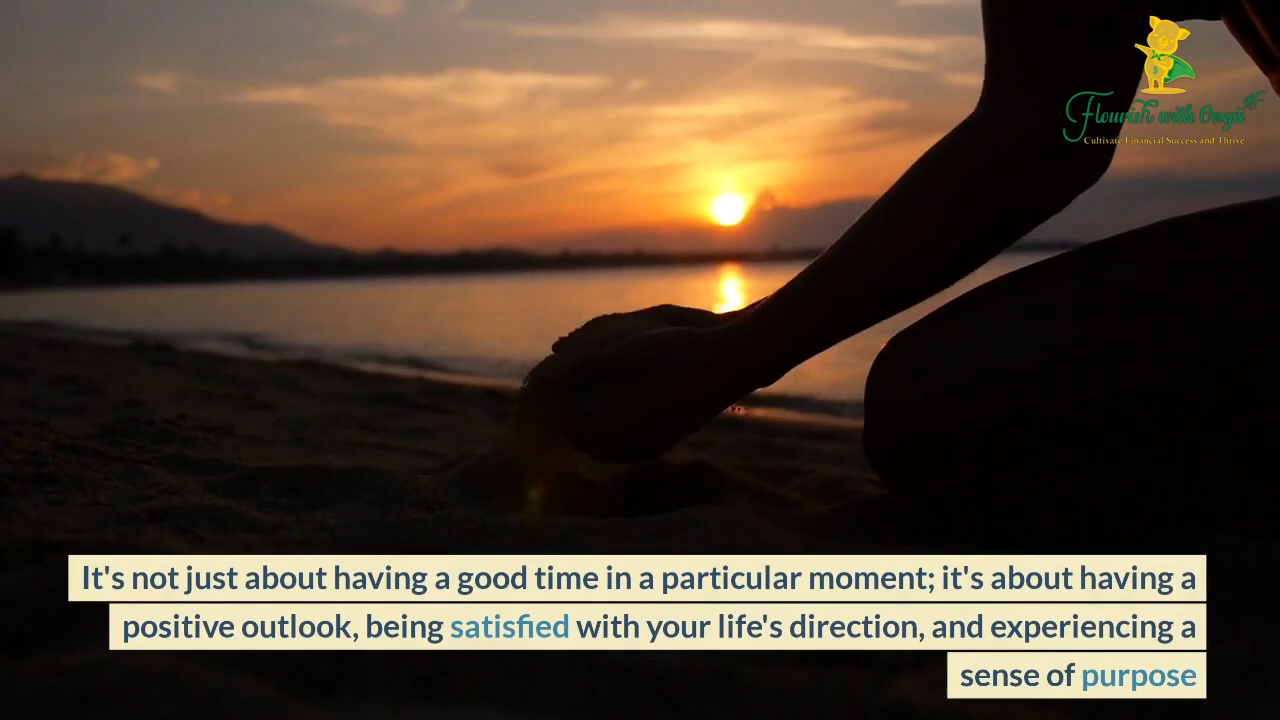 Flourish with Onyii
Cultivate Financial Success and Thrive
It's not just about having a good time in a particular moment; it's about having a
positive outlook, being satisfied with your life's direction, and experiencing a
sense of purpose